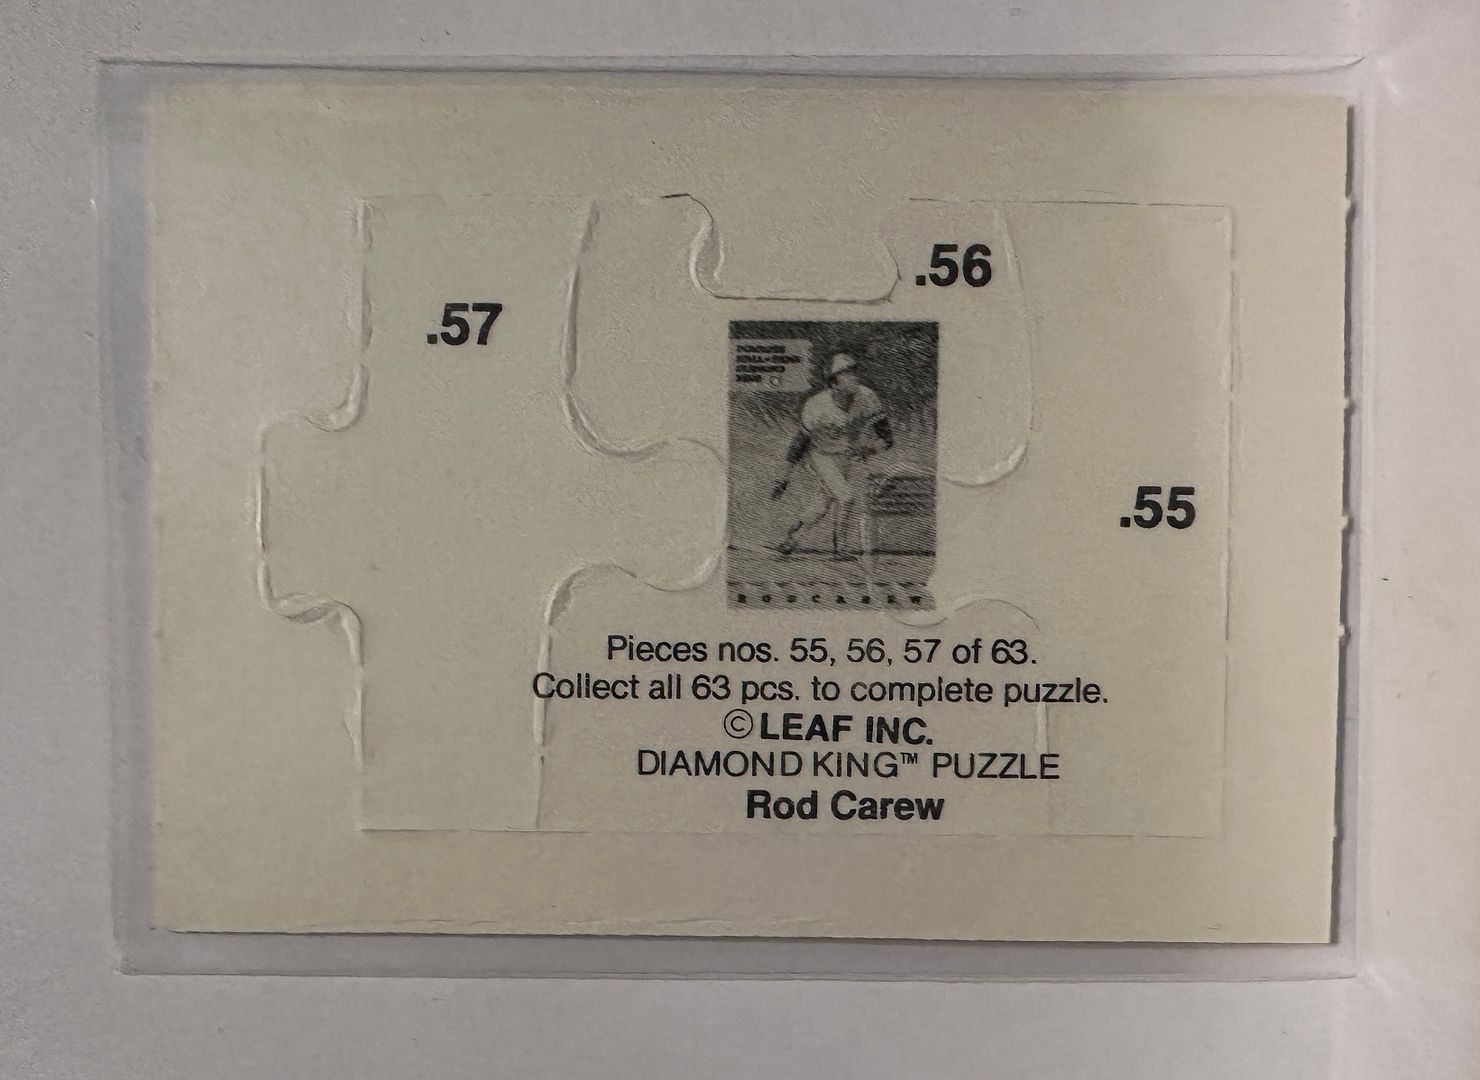 .57
.56
.55
ROD CAREW
Pieces nos. 55, 56, 57 of 63.
Collect all 63 pcs. to complete puzzle.
©LEAF INC.
DIAMOND KING™ PUZZLE
Rod Carew